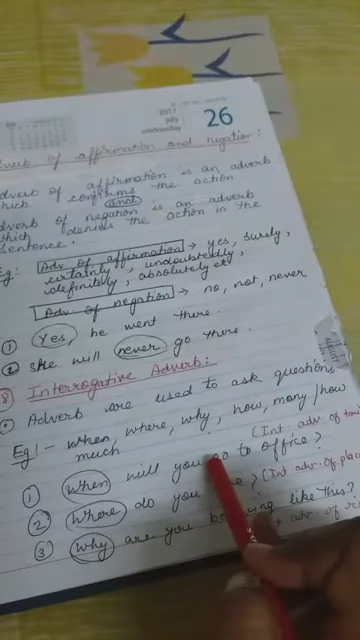 2017
July
wednesday
26
Adverb of affirmation and negation:
Adverb of affirmation is an adverb
which confirms the action
and
Adverb of negation is an adverb
which denies the action in the
sentence.
Eg: Adv of affirmation → yes, surely,
certainly, undoubtedly,
definitely, absolutely etc
Adv of negation → no, not, never
① Yes, he went there.
② She will never go there.
8 Interrogative Adverb:
Adverb are used to ask questions
Eg:- When, where, why, how, many/how
much
(Int. adv. of time
① When will you go to office?
② Where do you ? (Int adv. of place
③ Why are you like this?
adv. of